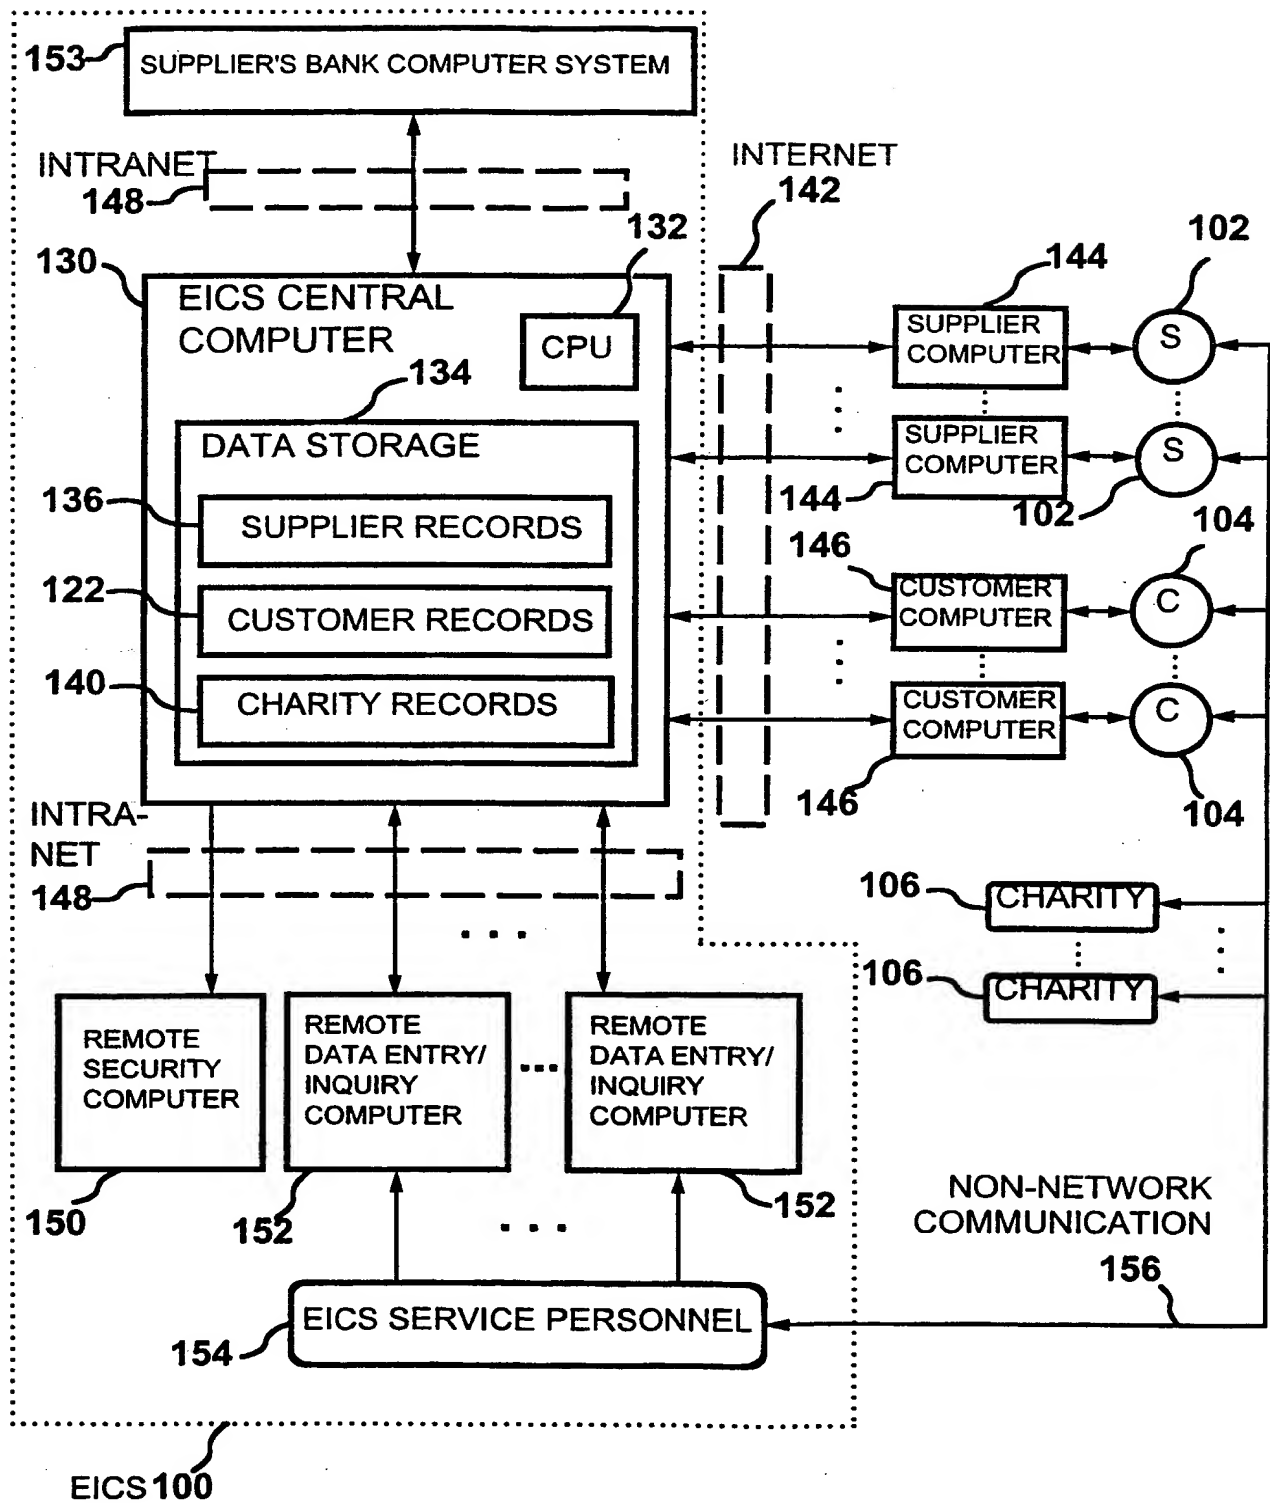 153
SUPPLIER'S BANK COMPUTER SYSTEM
INTRANET
148
INTERNET
142
130
132
EICS CENTRAL
COMPUTER
CPU
134
DATA STORAGE
136
SUPPLIER RECORDS
122
CUSTOMER RECORDS
140
CHARITY RECORDS
144
102
SUPPLIER
COMPUTER
S
SUPPLIER
COMPUTER
S
144
102
146
104
CUSTOMER
COMPUTER
C
CUSTOMER
COMPUTER
C
146
104
INTRA-
NET
148
106
CHARITY
106
CHARITY
REMOTE
SECURITY
COMPUTER
REMOTE
DATA ENTRY/
INQUIRY
COMPUTER
REMOTE
DATA ENTRY/
INQUIRY
COMPUTER
150
152
152
NON-NETWORK
COMMUNICATION
156
EICS SERVICE PERSONNEL
154
EICS 100